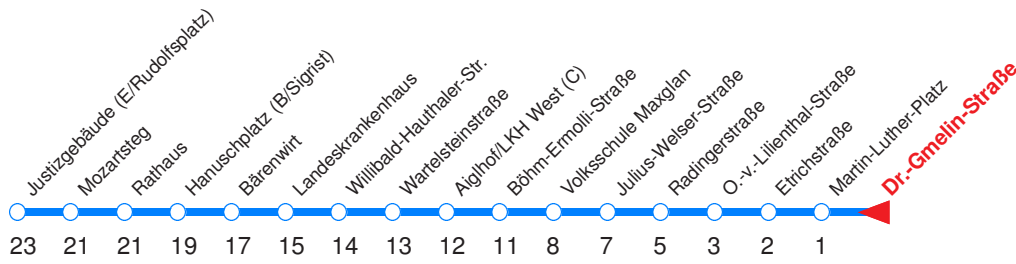 Justizgebäude (E/Rudolfsplatz)
Mozartsteg
Rathaus
Hanuschplatz (B/Sigrist)
Bärenwirt
Landeskrankenhaus
Willibald-Hauthaler-Str.
Wartelsteinstraße
Aiglhof/LKH West (C)
Böhm-Ermolli-Straße
Volksschule Maxglan
Julius-Welser-Straße
Radingerstraße
O.-v.-Lilienthal-Straße
Etrichstraße
Martin-Luther-Platz
Dr.-Gmelin-Straße
23 21 21 19 17 15 14 13 12 11 8 7 5 3 2 1